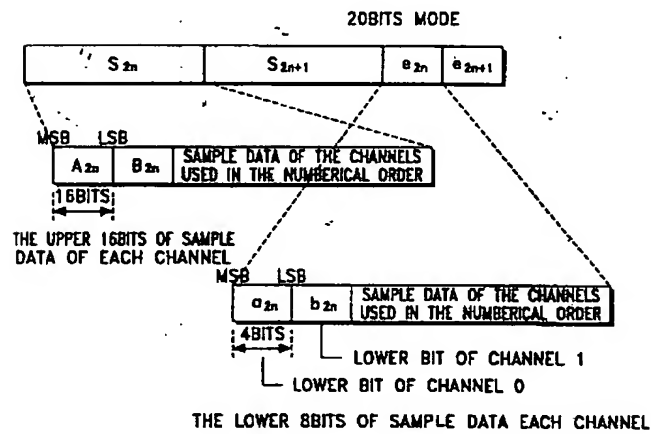 20BITS MODE
S2n S2n+1 e2n e2n+1
MSB LSB
A2n B2n SAMPLE DATA OF THE CHANNELS
USED IN THE NUMBERICAL ORDER
16BITS
THE UPPER 16BITS OF SAMPLE
DATA OF EACH CHANNEL
MSB LSB
a2n b2n SAMPLE DATA OF THE CHANNELS
USED IN THE NUMBERICAL ORDER
4BITS
LOWER BIT OF CHANNEL 1
LOWER BIT OF CHANNEL 0
THE LOWER 8BITS OF SAMPLE DATA EACH CHANNEL